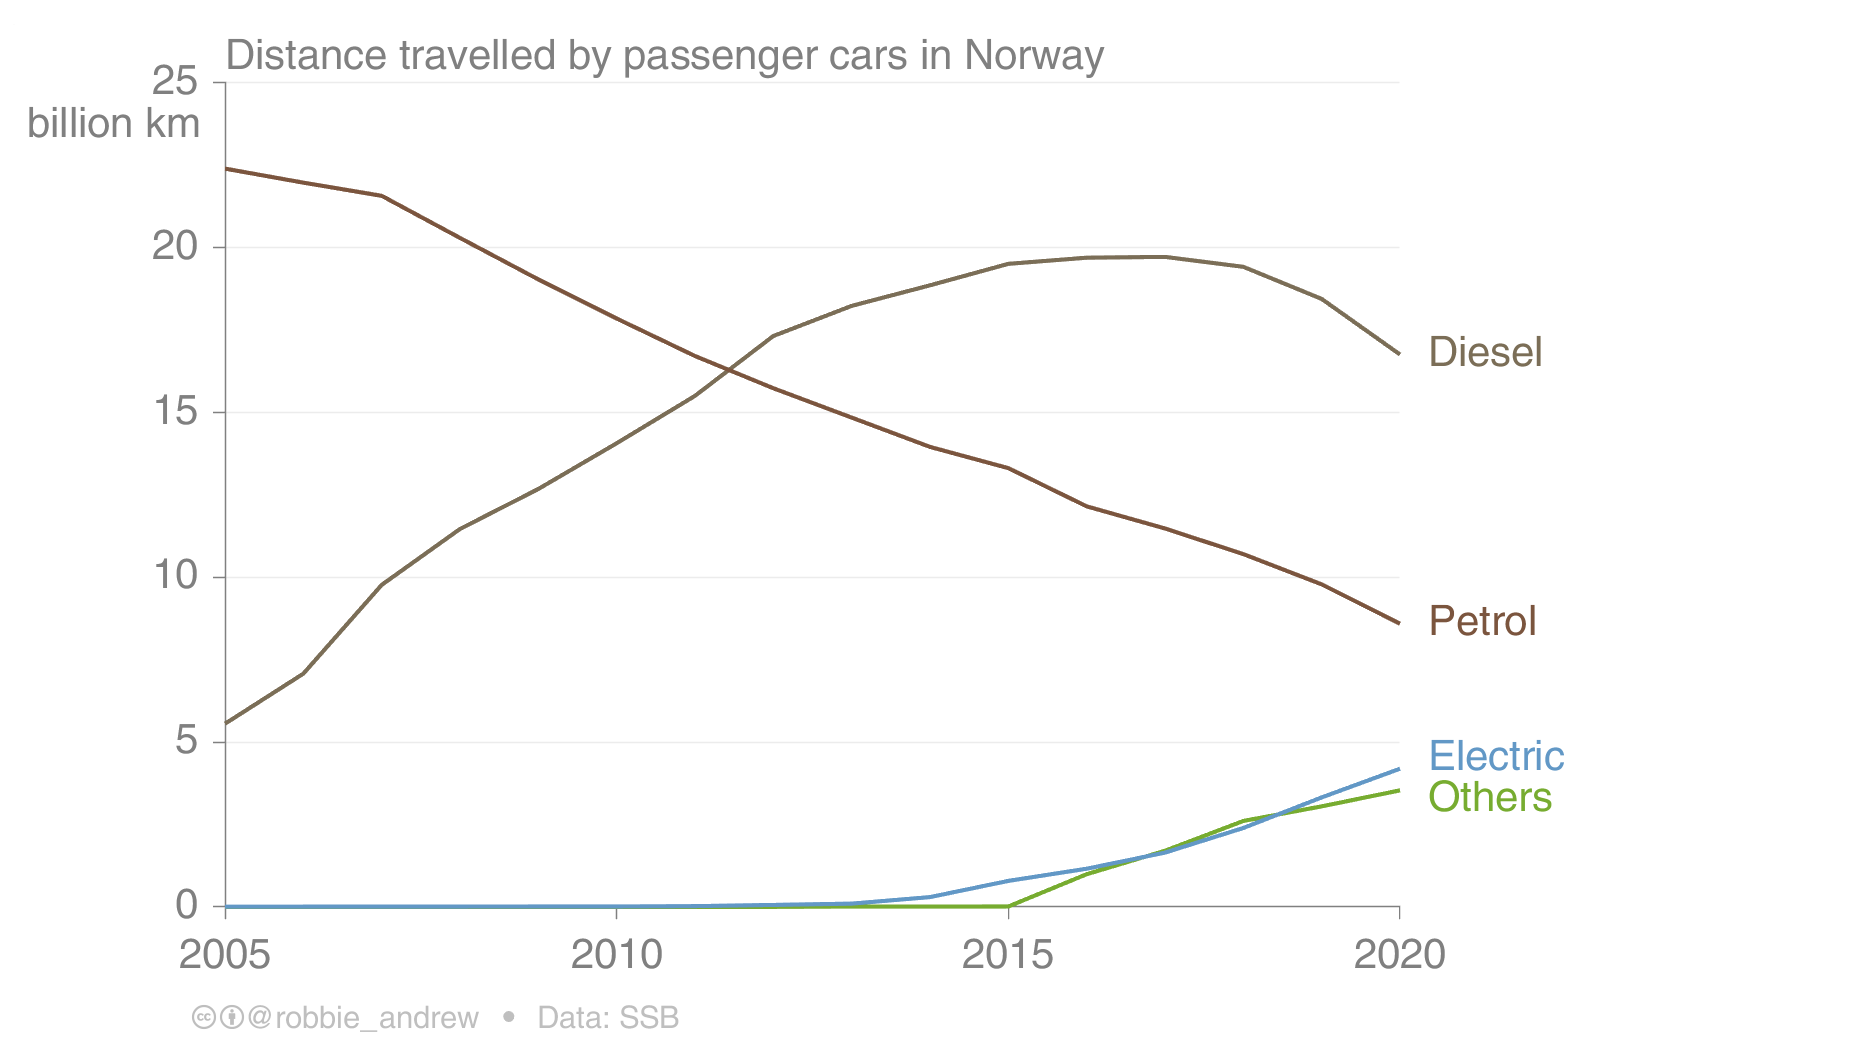 Distance travelled by passenger cars in Norway
25
billion km
20
15
10
5
0
Diesel
Petrol
Electric
Others
2005 2010 2015 2020
@robbie_andrew • Data: SSB